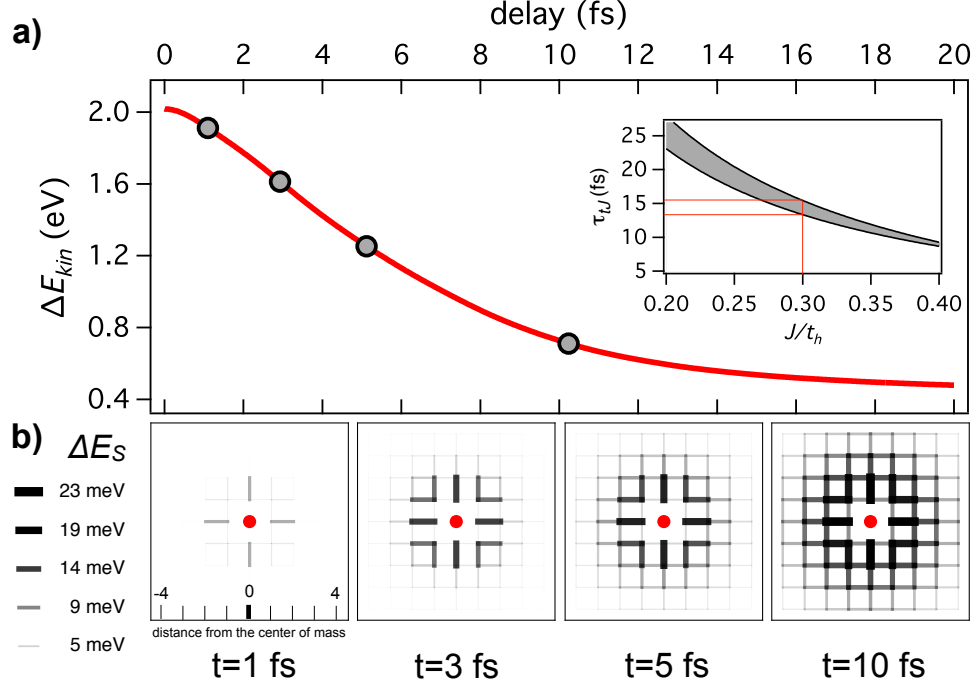 a)
delay (fs)
0 2 4 6 8 10 12 14 16 18 20
ΔE_kin (eV)
2.0
1.6
1.2
0.8
0.4
τ_tJ (fs)
25
20
15
10
5
0.20 0.25 0.30 0.35 0.40
J/t_h
b)
ΔE_S
23 meV
19 meV
14 meV
9 meV
5 meV
-4 0 4
distance from the center of mass
t=1 fs t=3 fs t=5 fs t=10 fs